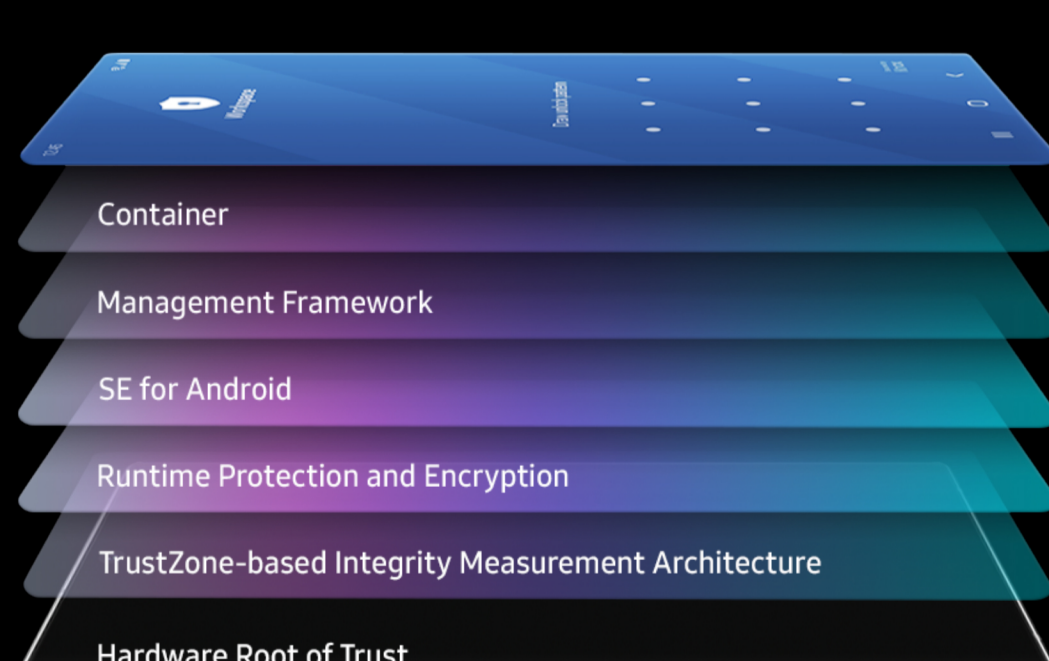 Workspace
Draw unlock pattern
Container
Management Framework
SE for Android
Runtime Protection and Encryption
TrustZone-based Integrity Measurement Architecture
Hardware Root of Trust